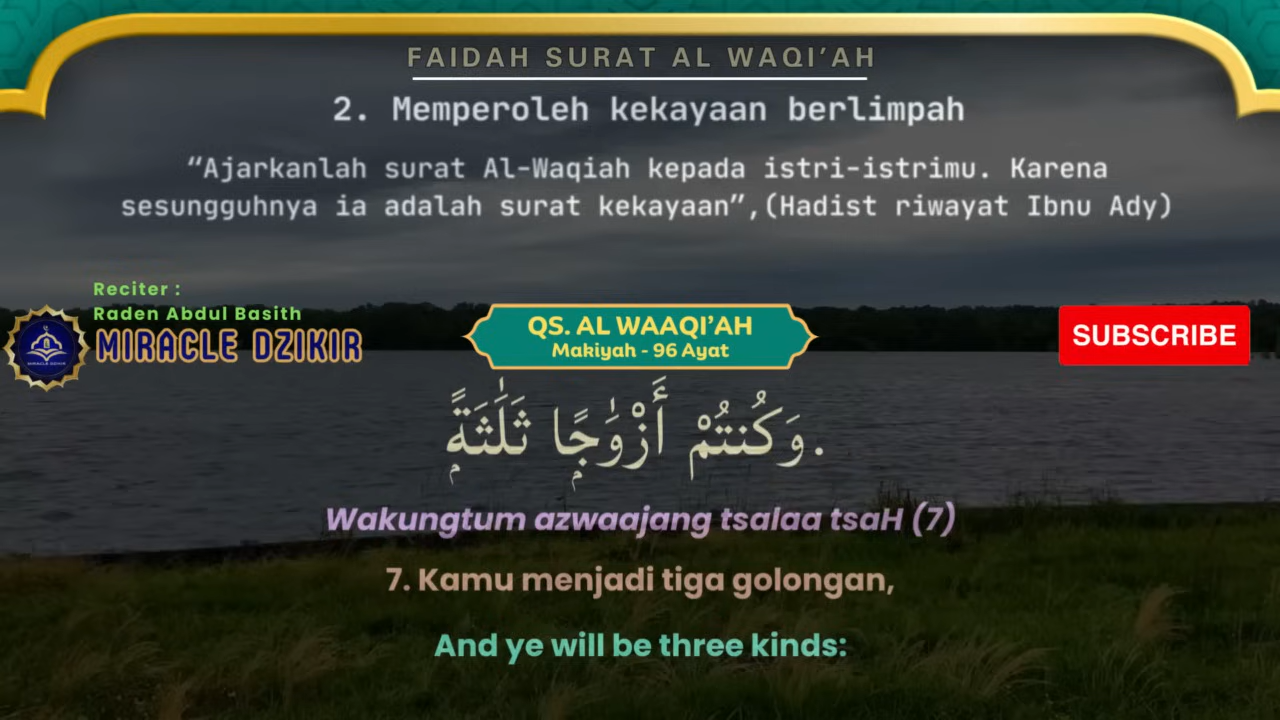 FAIDAH SURAT AL WAQI’AH
2. Memperoleh kekayaan berlimpah
“Ajarkanlah surat Al-Waqiah kepada istri-istrimu. Karena
sesungguhnya ia adalah surat kekayaan”,(Hadist riwayat Ibnu Ady)
Reciter :
Raden Abdul Basith
MIRACLE DZIKIR
MIRACLE DZIKIR
QS. AL WAAQI’AH
Makiyah - 96 Ayat
SUBSCRIBE
.وَكُنتُمْ أَزْوَٰجًۭا ثَلَٰثَةًۭ
Wakungtum azwaajang tsalaa tsaH (7)
7. Kamu menjadi tiga golongan,
And ye will be three kinds: